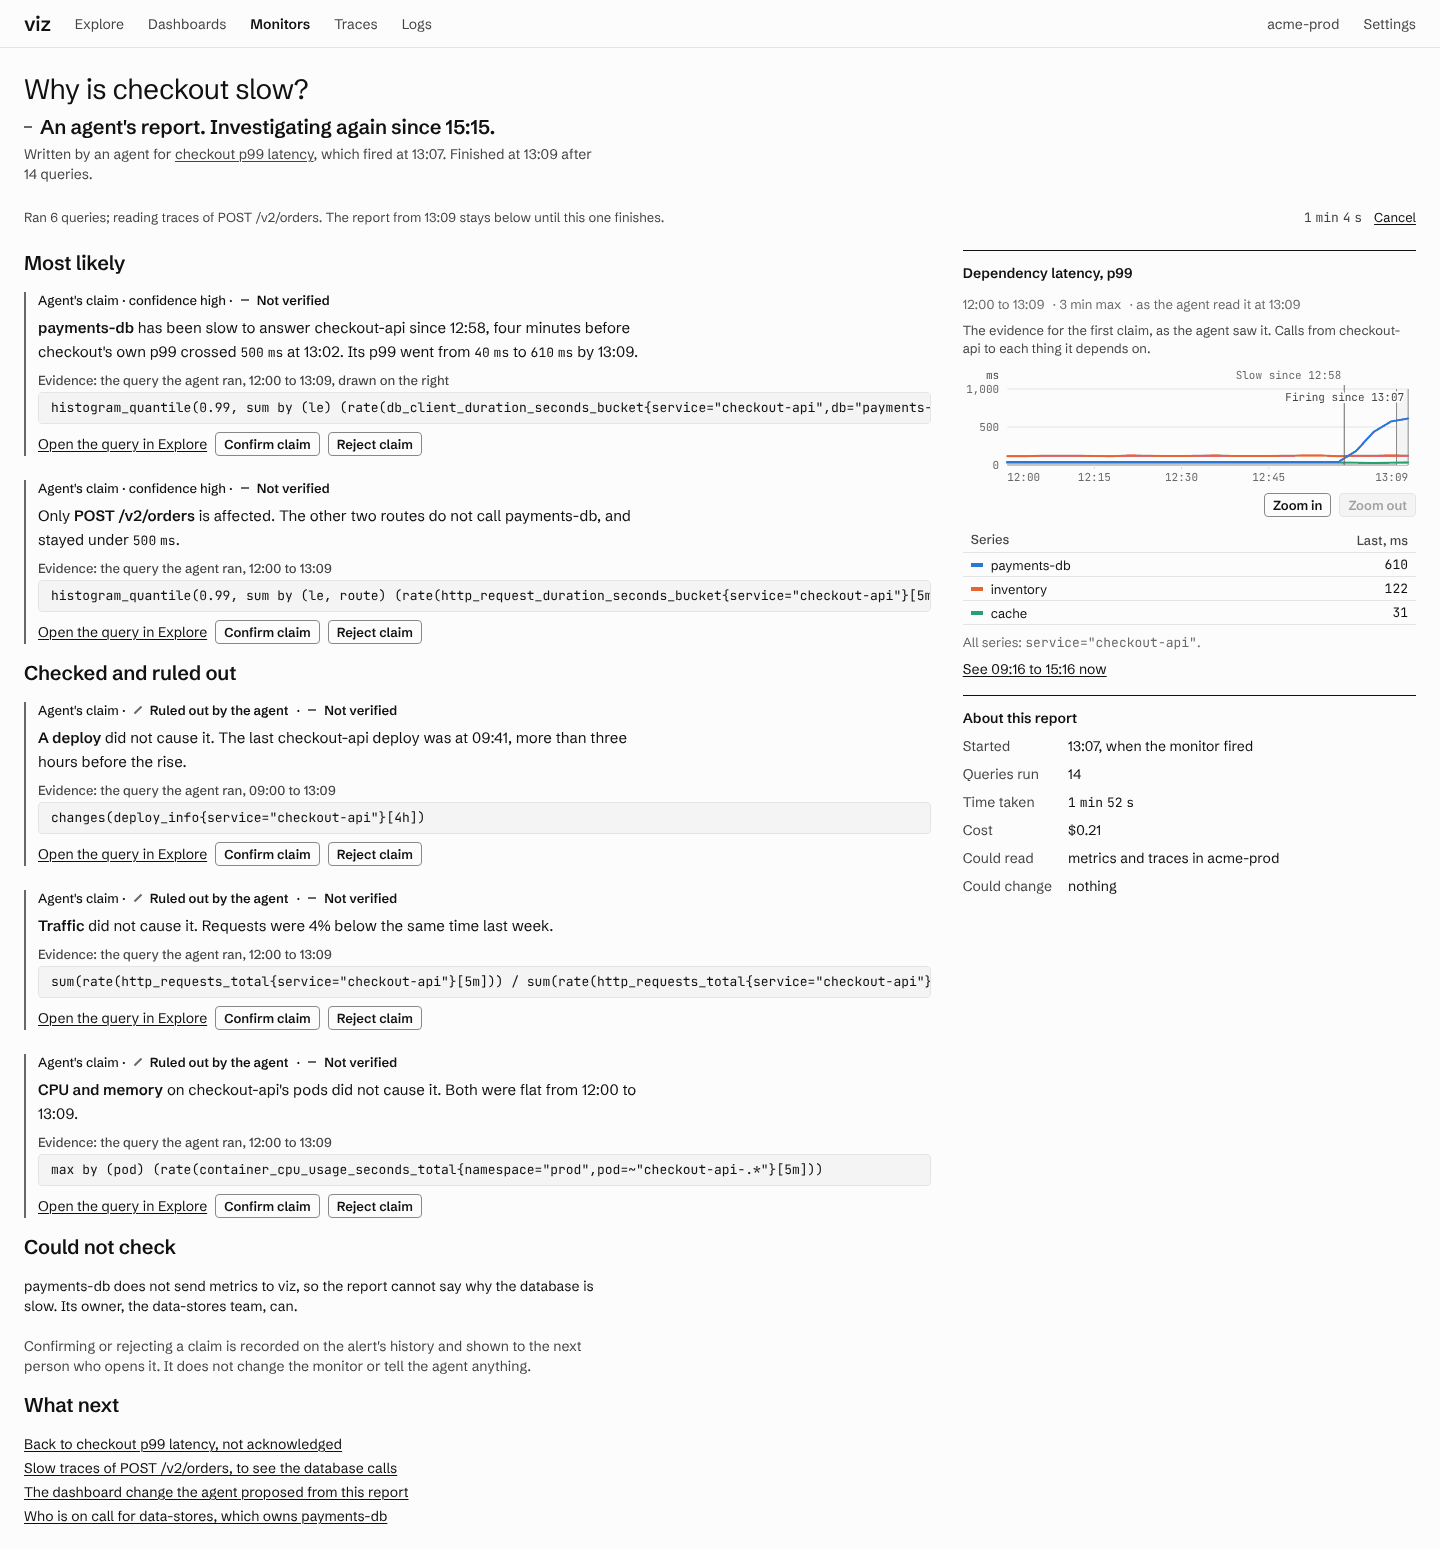 viz Explore Dashboards Monitors Traces Logs acme-prod Settings
Why is checkout slow?
– An agent's report. Investigating again since 15:15.
Written by an agent for checkout p99 latency, which fired at 13:07. Finished at 13:09 after
14 queries.
Ran 6 queries; reading traces of POST /v2/orders. The report from 13:09 stays below until this one finishes. 1 min 4 s Cancel
Most likely
Agent's claim · confidence high · – Not verified
payments-db has been slow to answer checkout-api since 12:58, four minutes before
checkout's own p99 crossed 500 ms at 13:02. Its p99 went from 40 ms to 610 ms by 13:09.
Evidence: the query the agent ran, 12:00 to 13:09, drawn on the right
histogram_quantile(0.99, sum by (le) (rate(db_client_duration_seconds_bucket{service="checkout-api",db="payments-
Open the query in Explore Confirm claim Reject claim
Agent's claim · confidence high · – Not verified
Only POST /v2/orders is affected. The other two routes do not call payments-db, and
stayed under 500 ms.
Evidence: the query the agent ran, 12:00 to 13:09
histogram_quantile(0.99, sum by (le, route) (rate(http_request_duration_seconds_bucket{service="checkout-api"}[5m
Open the query in Explore Confirm claim Reject claim
Checked and ruled out
Agent's claim · Ruled out by the agent · – Not verified
A deploy did not cause it. The last checkout-api deploy was at 09:41, more than three
hours before the rise.
Evidence: the query the agent ran, 09:00 to 13:09
changes(deploy_info{service="checkout-api"}[4h])
Open the query in Explore Confirm claim Reject claim
Agent's claim · Ruled out by the agent · – Not verified
Traffic did not cause it. Requests were 4% below the same time last week.
Evidence: the query the agent ran, 12:00 to 13:09
sum(rate(http_requests_total{service="checkout-api"}[5m])) / sum(rate(http_requests_total{service="checkout-api"}
Open the query in Explore Confirm claim Reject claim
Agent's claim · Ruled out by the agent · – Not verified
CPU and memory on checkout-api's pods did not cause it. Both were flat from 12:00 to
13:09.
Evidence: the query the agent ran, 12:00 to 13:09
max by (pod) (rate(container_cpu_usage_seconds_total{namespace="prod",pod=~"checkout-api-.*"}[5m]))
Open the query in Explore Confirm claim Reject claim
Could not check
payments-db does not send metrics to viz, so the report cannot say why the database is
slow. Its owner, the data-stores team, can.
Confirming or rejecting a claim is recorded on the alert's history and shown to the next
person who opens it. It does not change the monitor or tell the agent anything.
What next
Back to checkout p99 latency, not acknowledged
Slow traces of POST /v2/orders, to see the database calls
The dashboard change the agent proposed from this report
Who is on call for data-stores, which owns payments-db
Dependency latency, p99
12:00 to 13:09 · 3 min max · as the agent read it at 13:09
The evidence for the first claim, as the agent saw it. Calls from checkout-
api to each thing it depends on.
ms Slow since 12:58
1,000
Firing since 13:07
500
0
12:00 12:15 12:30 12:45 13:09
Zoom in Zoom out
Series Last, ms
payments-db 610
inventory 122
cache 31
All series: service="checkout-api".
See 09:16 to 15:16 now
About this report
Started 13:07, when the monitor fired
Queries run 14
Time taken 1 min 52 s
Cost $0.21
Could read metrics and traces in acme-prod
Could change nothing